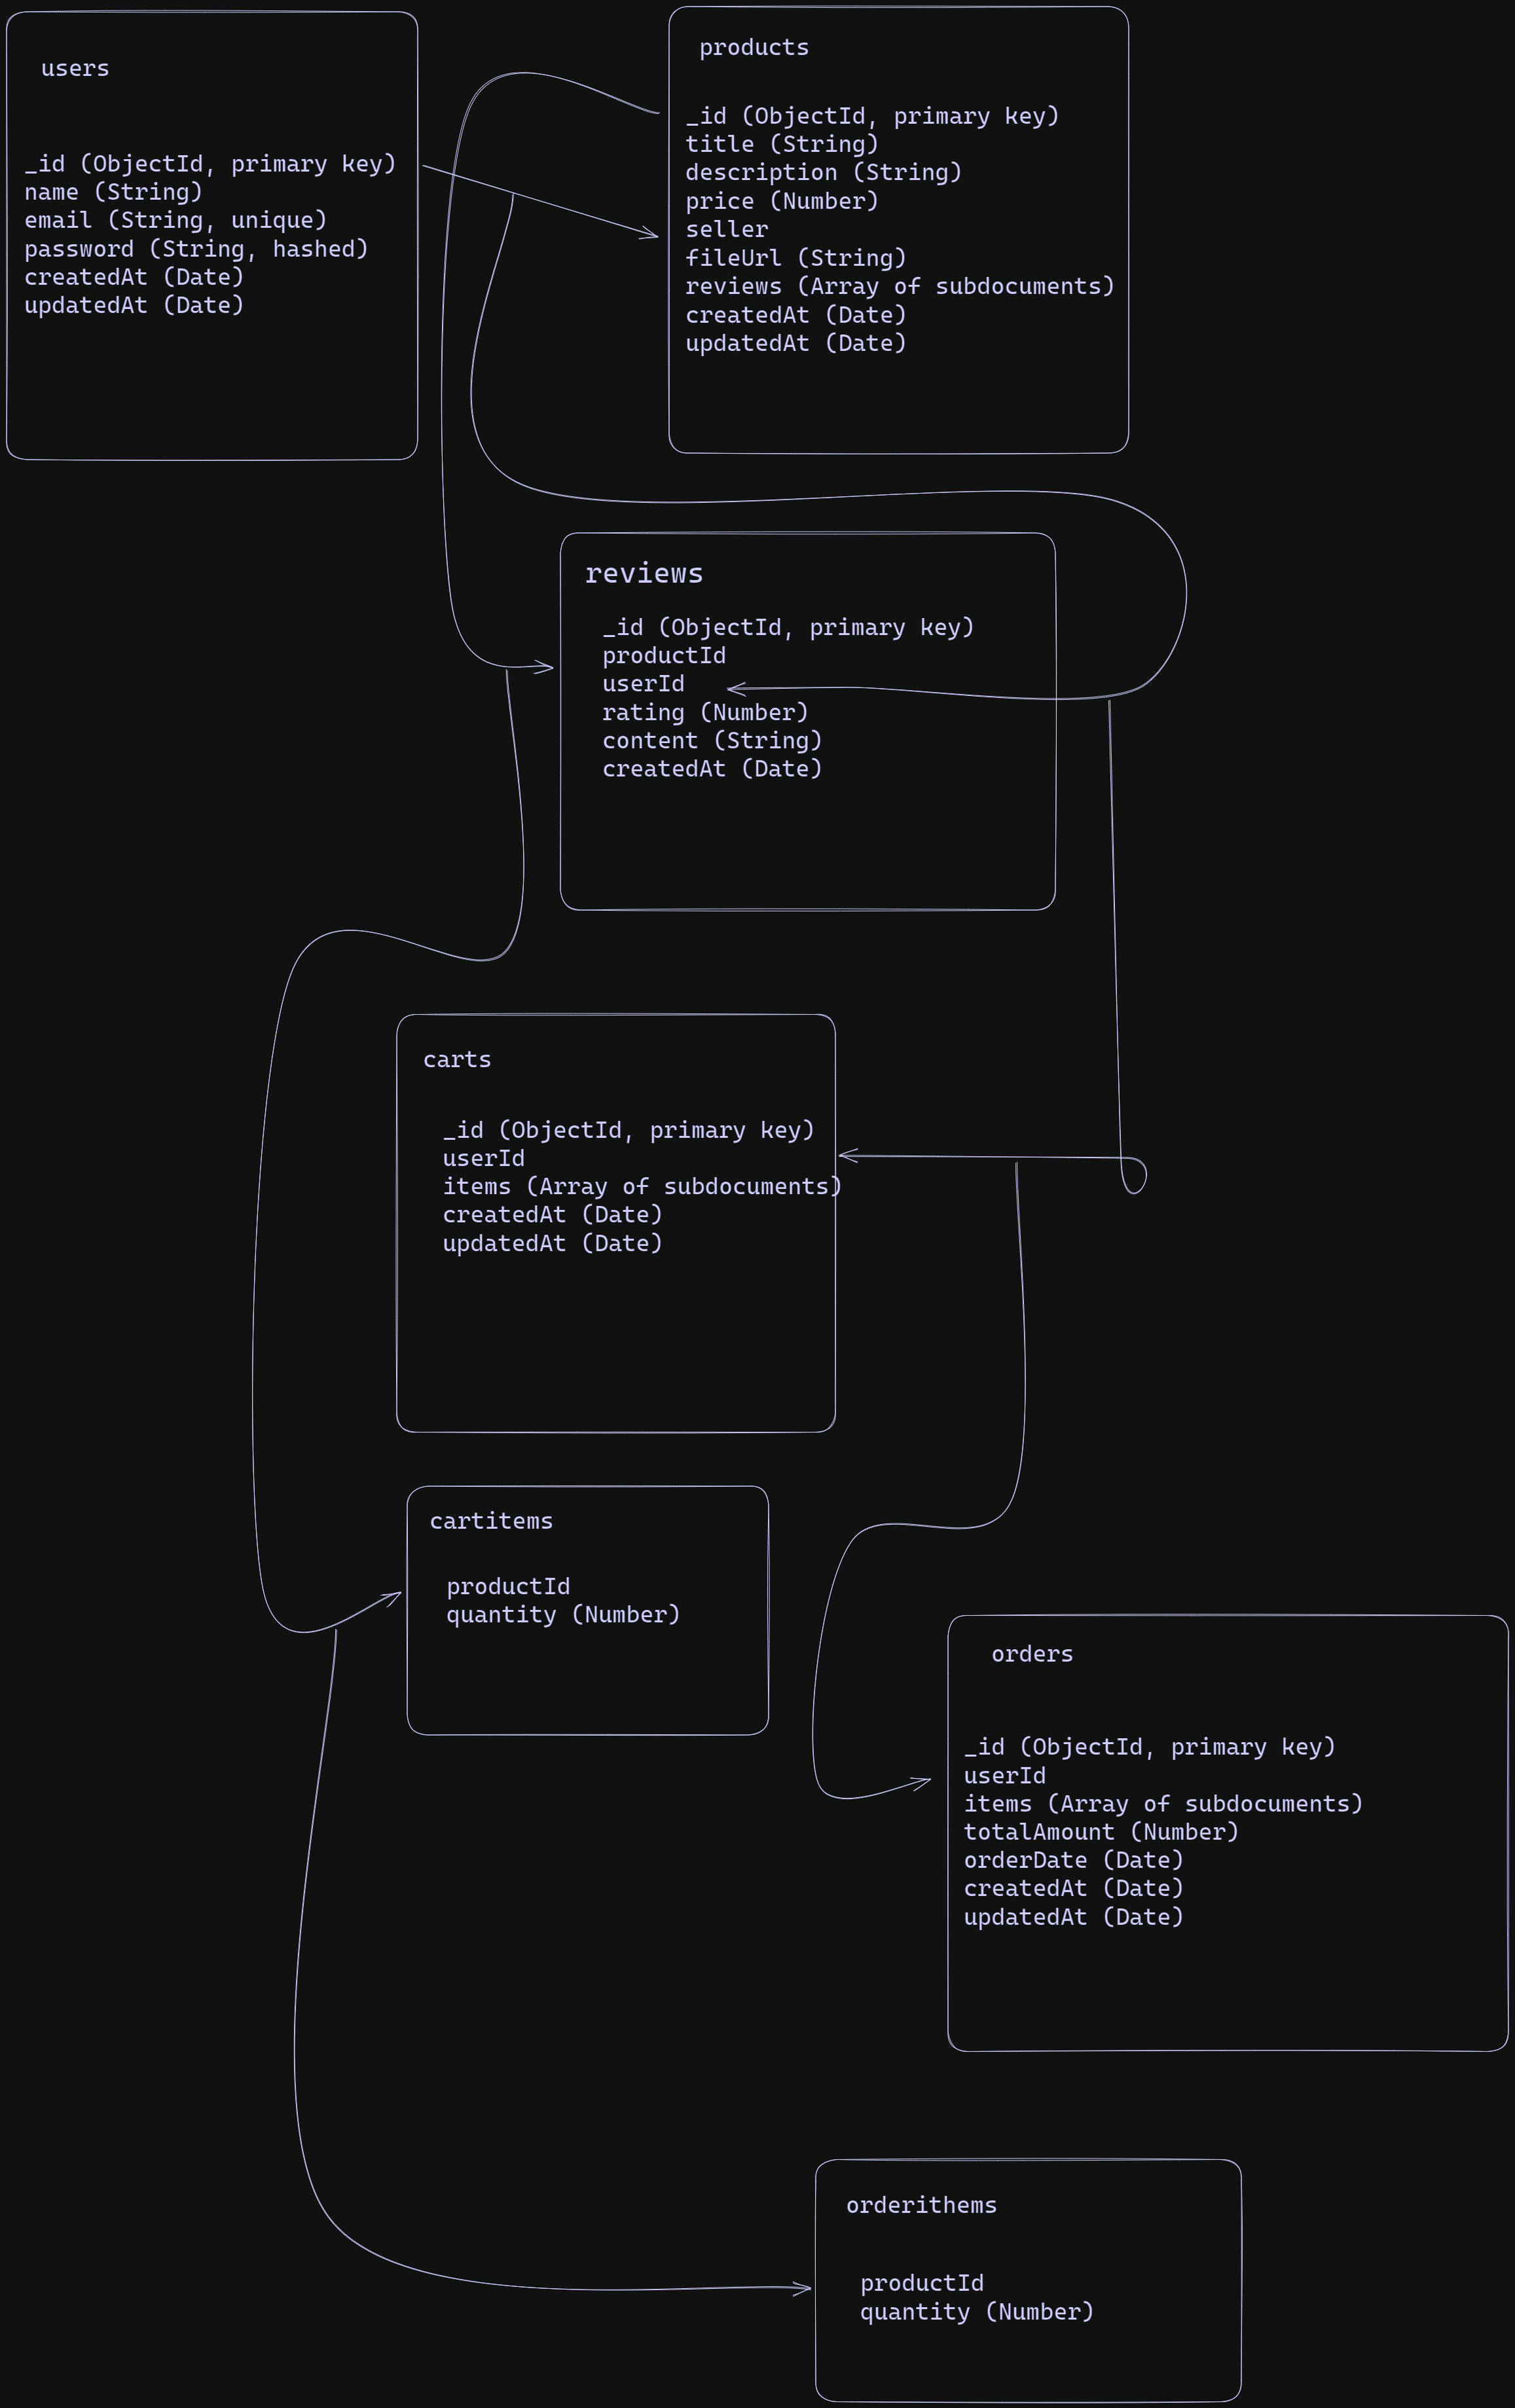 users
_id (ObjectId, primary key)
name (String)
email (String, unique)
password (String, hashed)
createdAt (Date)
updatedAt (Date)
products
_id (ObjectId, primary key)
title (String)
description (String)
price (Number)
seller
fileUrl (String)
reviews (Array of subdocuments)
createdAt (Date)
updatedAt (Date)
reviews
_id (ObjectId, primary key)
productId
userId
rating (Number)
content (String)
createdAt (Date)
carts
_id (ObjectId, primary key)
userId
items (Array of subdocuments)
createdAt (Date)
updatedAt (Date)
cartitems
productId
quantity (Number)
orders
_id (ObjectId, primary key)
userId
items (Array of subdocuments)
totalAmount (Number)
orderDate (Date)
createdAt (Date)
updatedAt (Date)
orderithems
productId
quantity (Number)